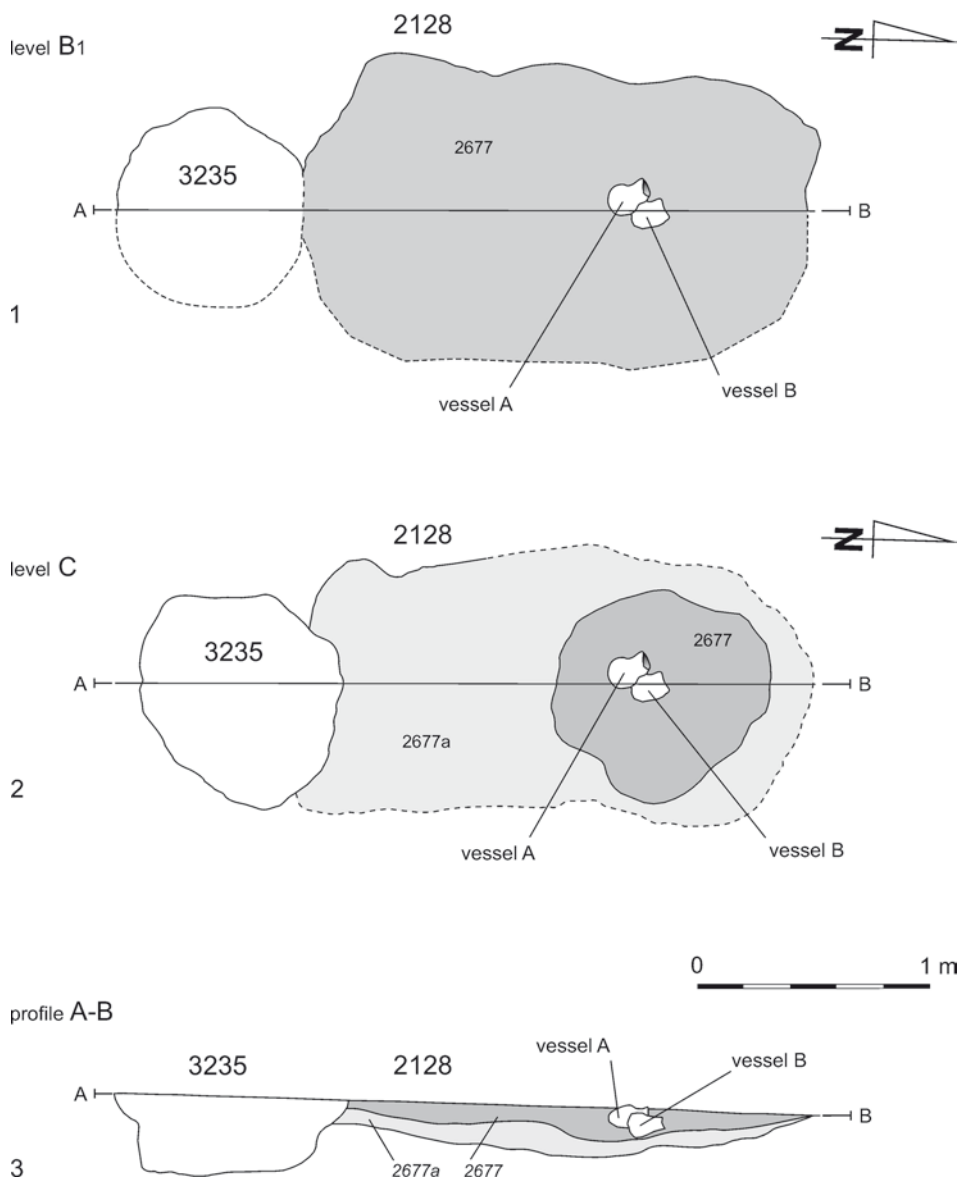 level B1
2128
N
2677
3235
A
B
1
vessel A
vessel B
level C
2128
N
2677
3235
A
B
2677a
2
vessel A
vessel B
0 1 m
profile A-B
vessel A
3235 2128
vessel B
A
B
3
2677a 2677